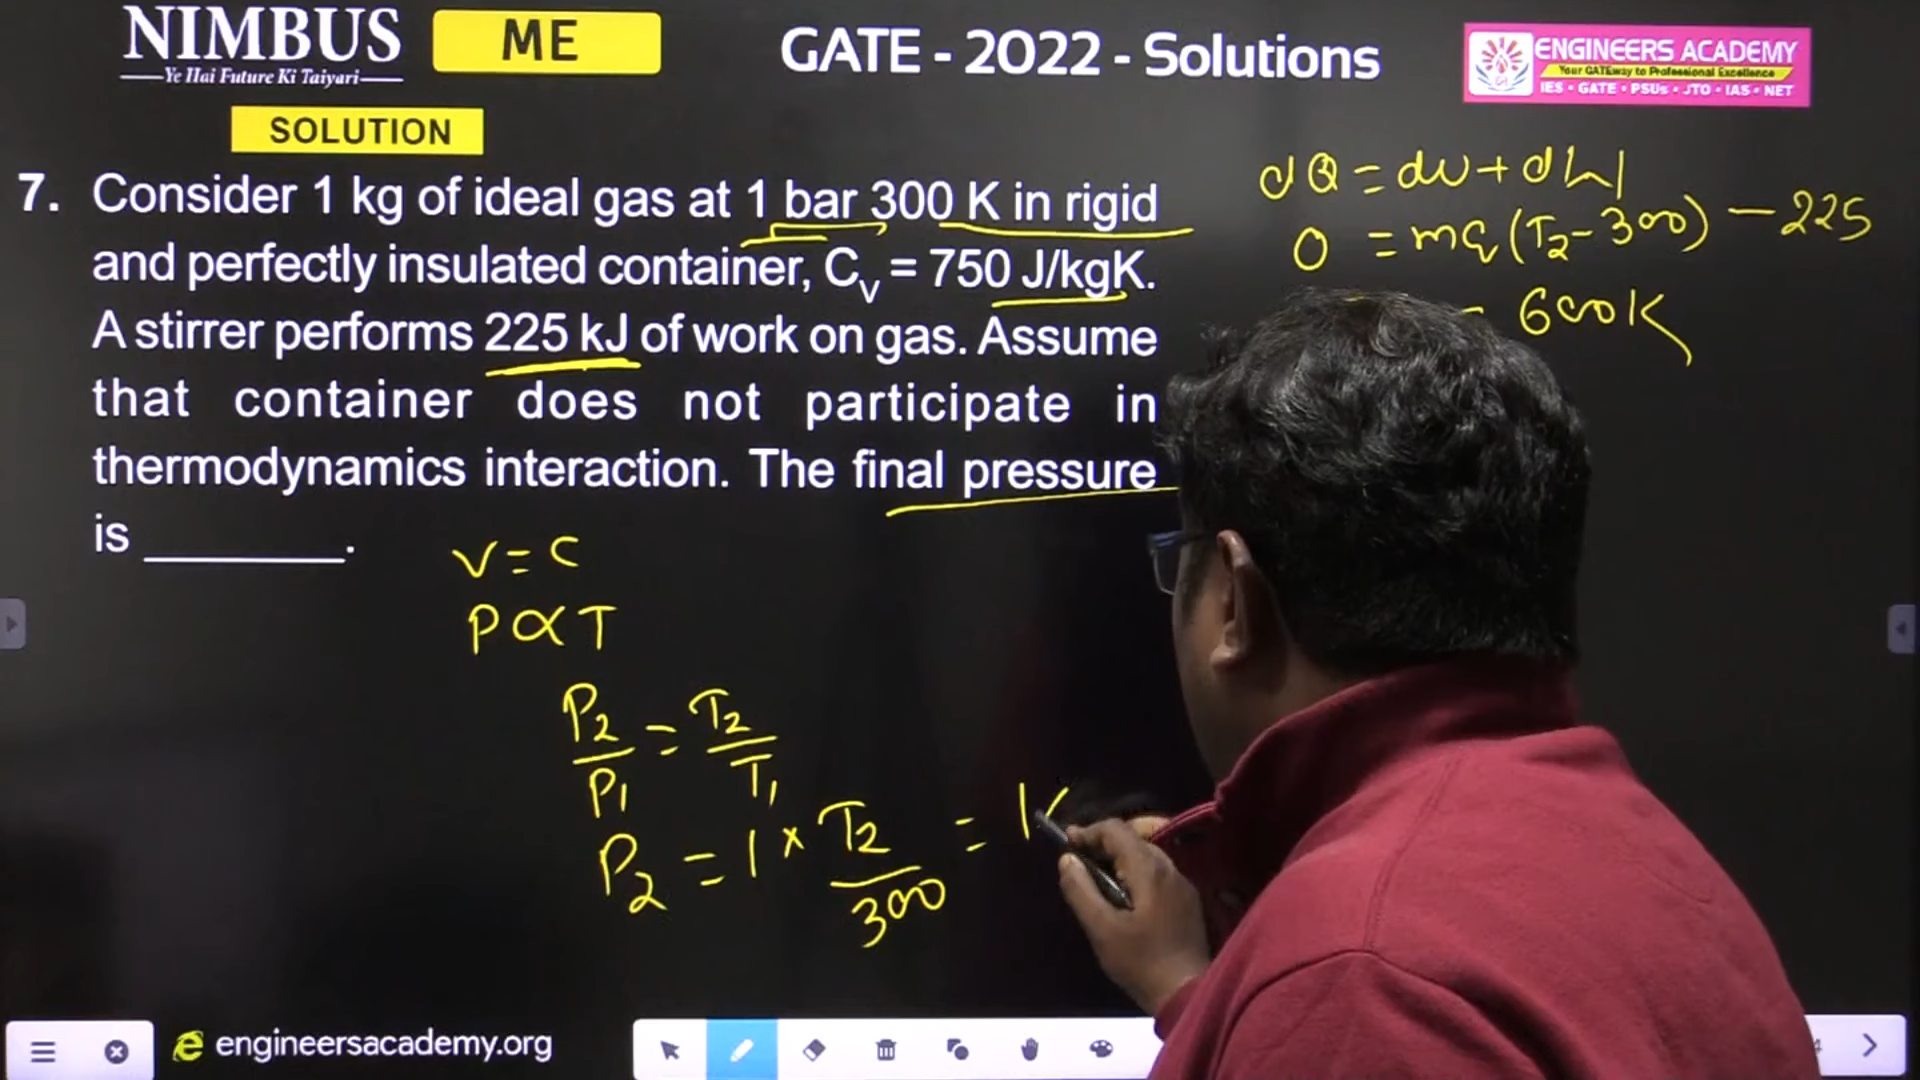 NIMBUS
Ye Hai Future Ki Taiyari
ME
GATE - 2022 - Solutions
ENGINEERS ACADEMY
Your GATEway to Professional Excellence
IES • GATE • PSUs • JTO • IAS • NET
SOLUTION
7. Consider 1 kg of ideal gas at 1 bar 300 K in rigid
and perfectly insulated container, Cv = 750 J/kgK.
A stirrer performs 225 kJ of work on gas. Assume
that container does not participate in
thermodynamics interaction. The final pressure
is ________.
dQ = du + dW
0 = mcv (T2 - 300) - 225
= 600K
V = C
P ∝ T
P2/P1 = T2/T1
P2 = 1 × T2/300 =
engineersacademy.org